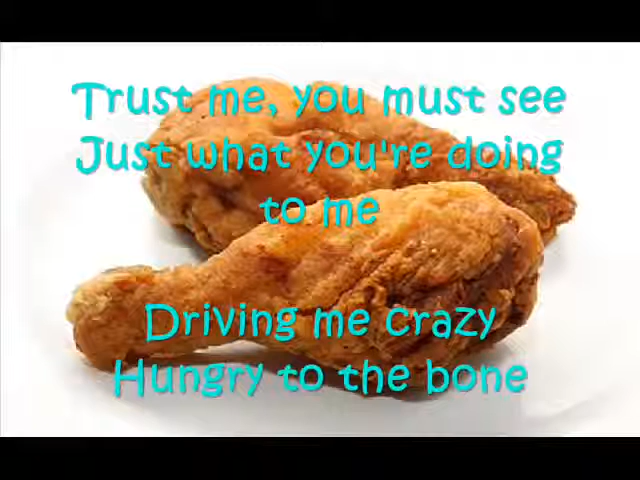 Trust me, you must see
Just what you're doing
to me
Driving me crazy
Hungry to the bone